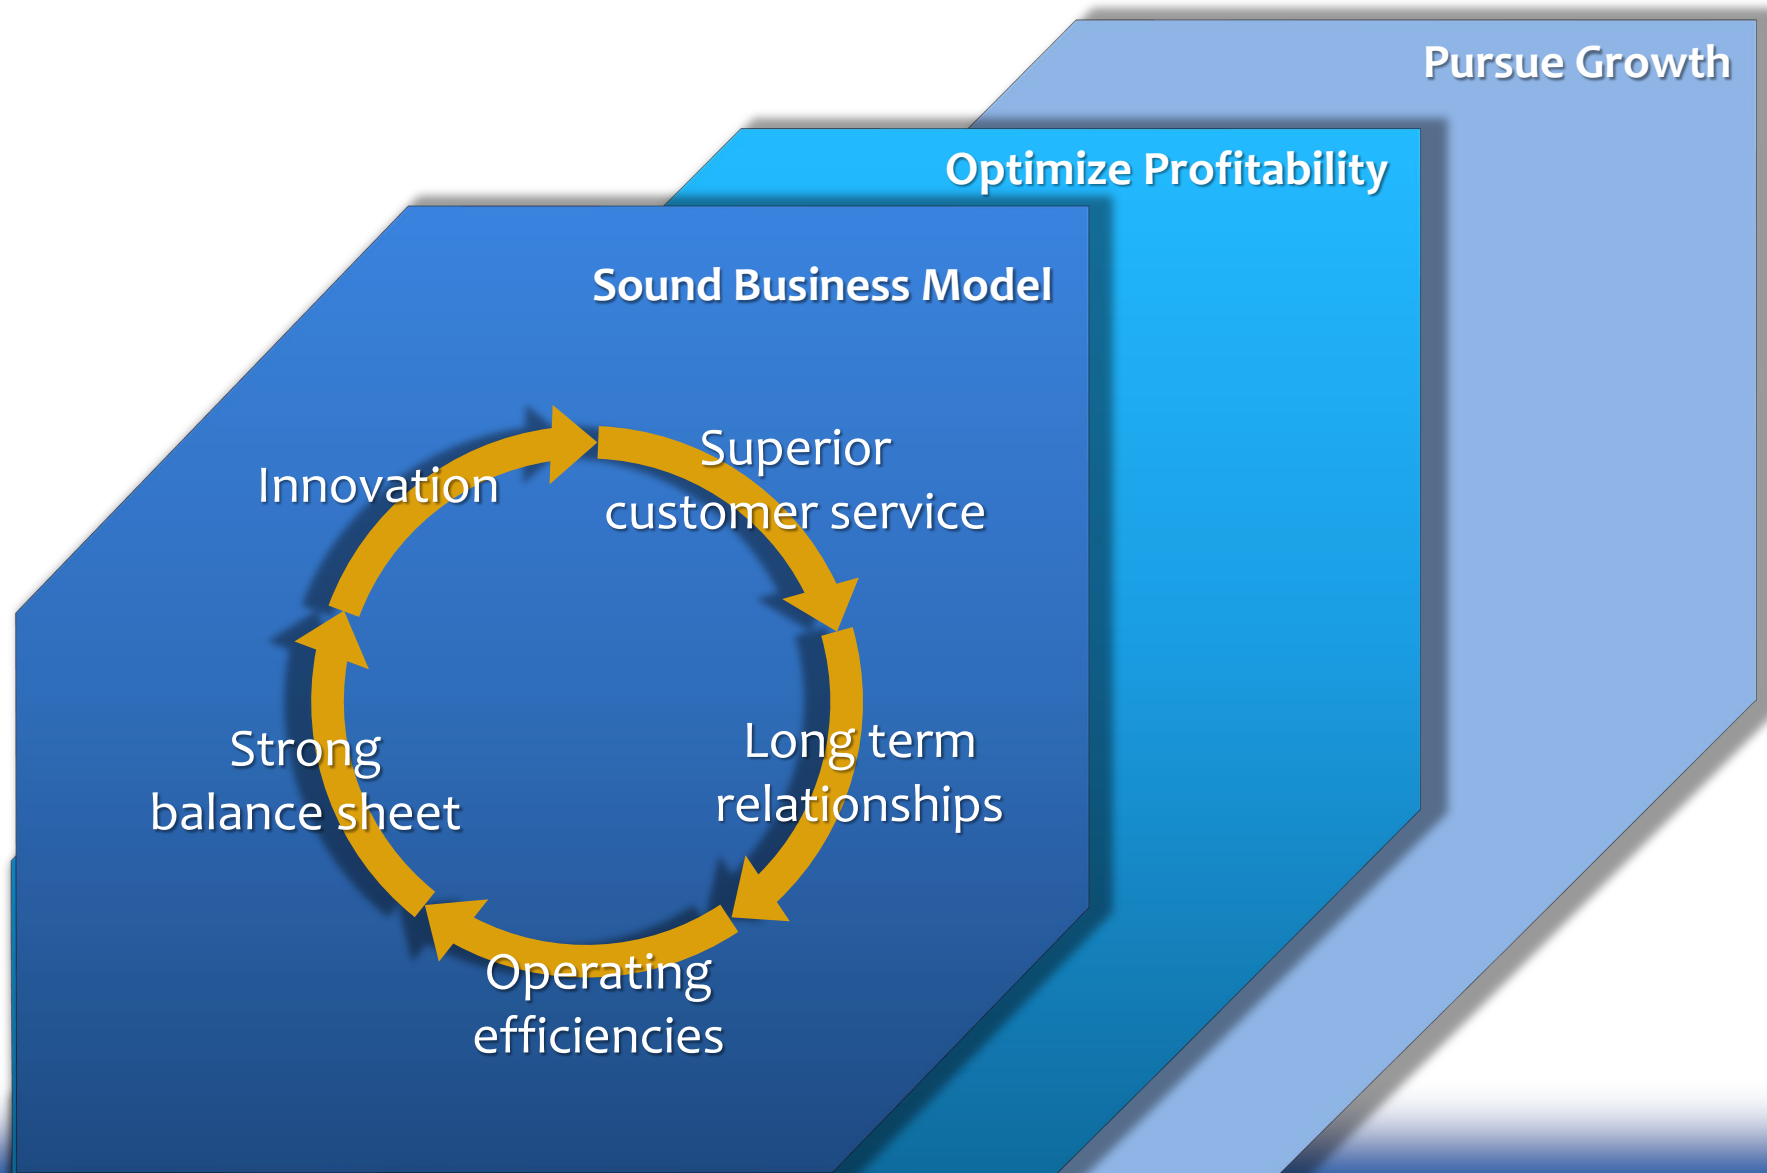 Pursue Growth
Optimize Profitability
Sound Business Model
Innovation
Superior
customer service
Long term
relationships
Operating
efficiencies
Strong
balance sheet